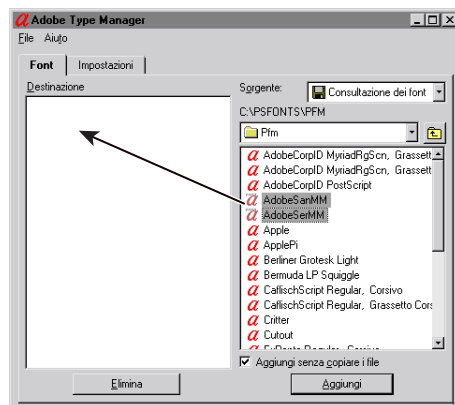 Adobe Type Manager
File Aiuto
Font Impostazioni
Destinazione
Sorgente: Consultazione dei font
C:\PSFONTS\PFM
Pfm
AdobeCorpID MyriadRgScn, Grassett
AdobeCorpID MyriadRgScn, Grassett
AdobeCorpID PostScript
AdobeSanMM
AdobeSerMM
Apple
ApplePi
Berliner Grotesk Light
Bermuda LP Squiggle
CaflischScript Regular, Corsivo
CaflischScript Regular, Grassetto Cors
Critter
Cutout
Aggiungi senza copiare i file
Elimina Aggiungi